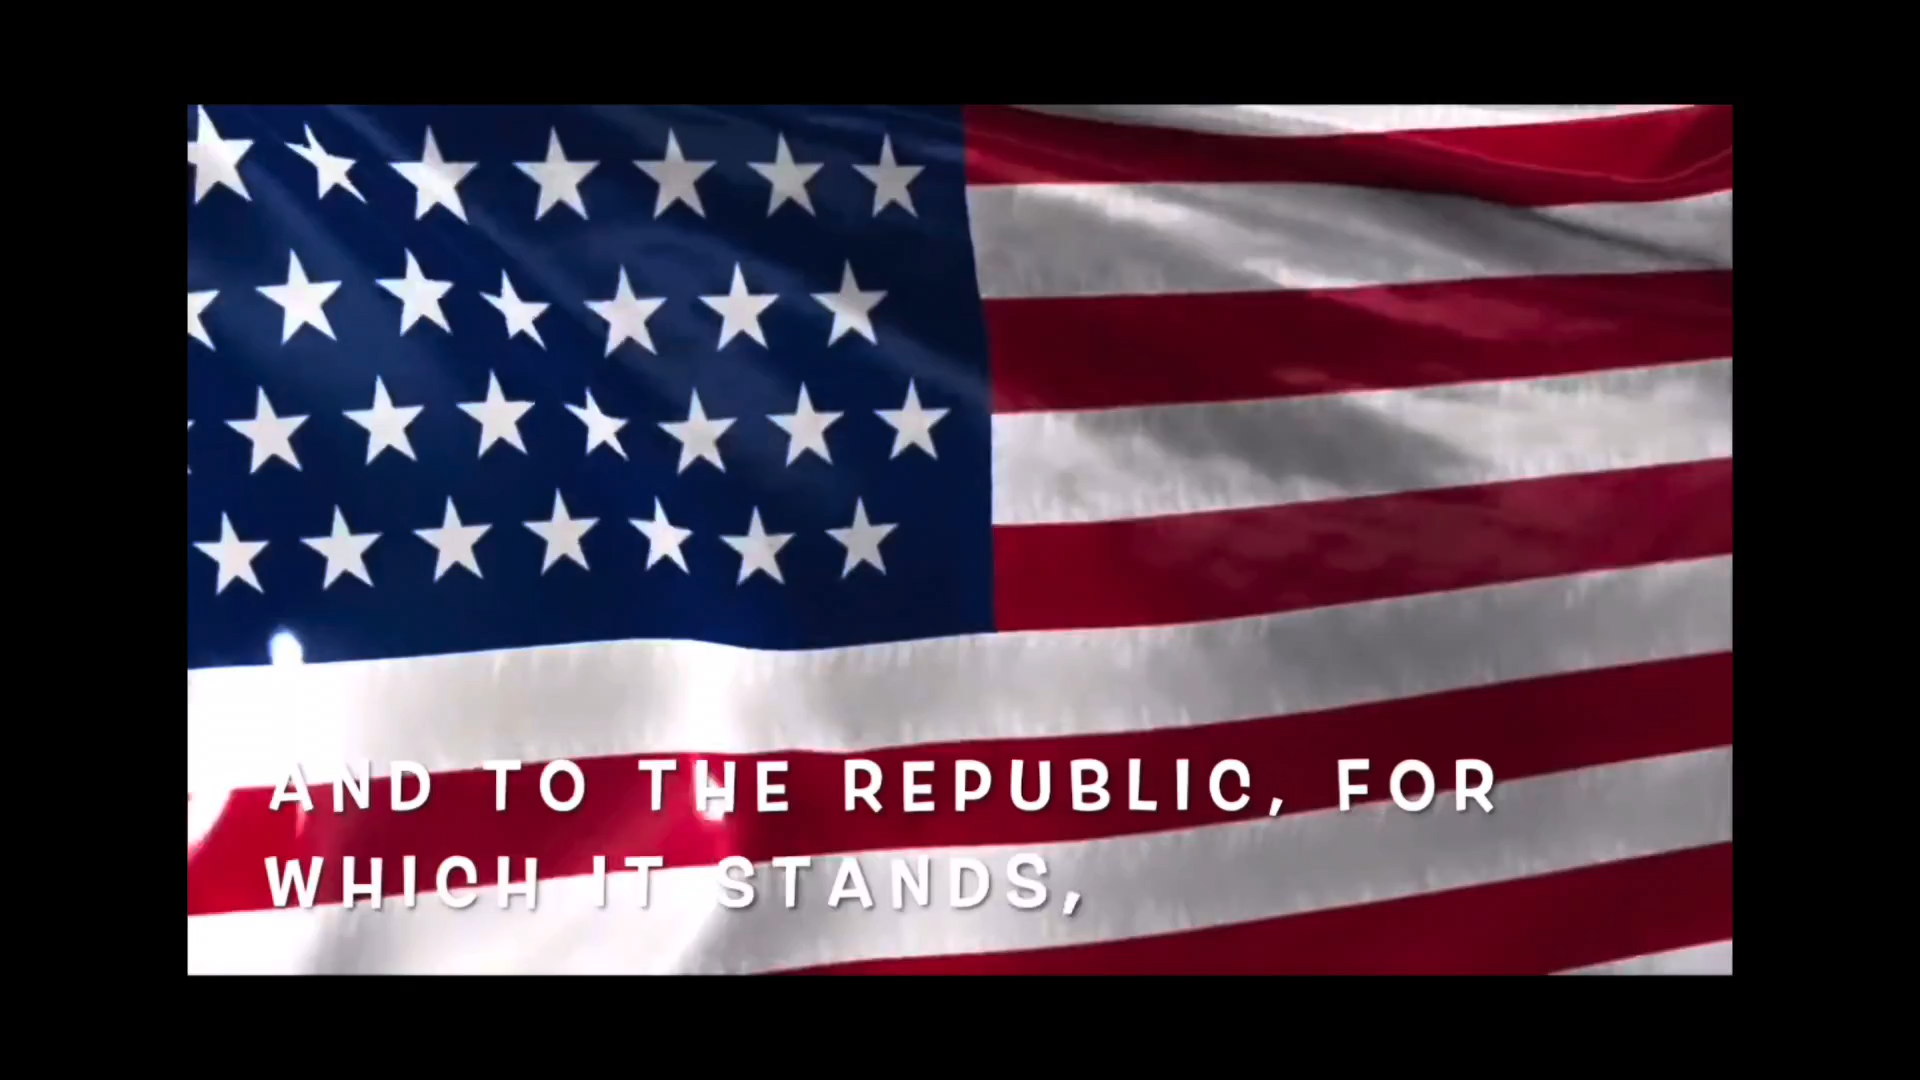 AND TO THE REPUBLIC, FOR
WHICH IT STANDS,